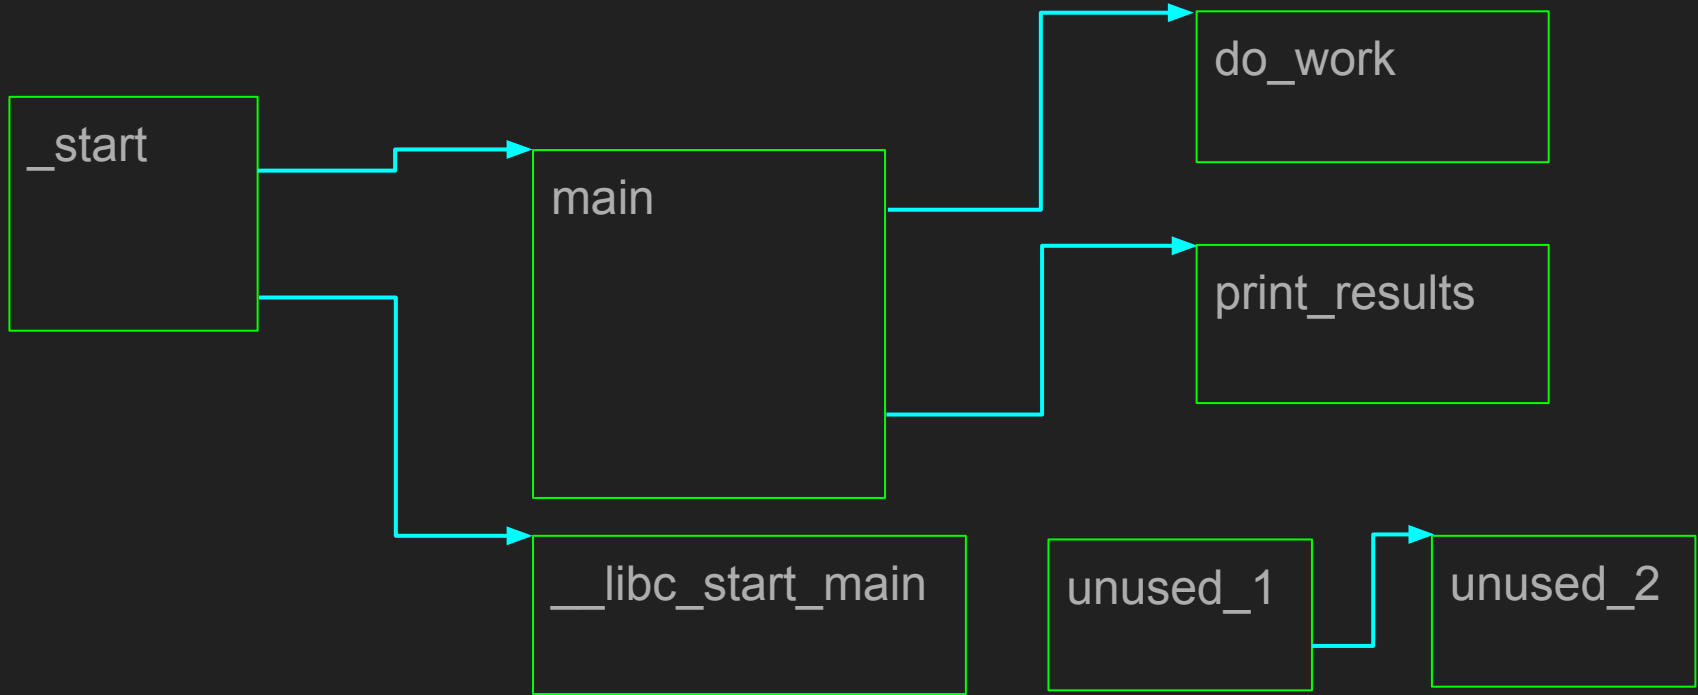 _start
main
do_work
print_results
__libc_start_main
unused_1
unused_2